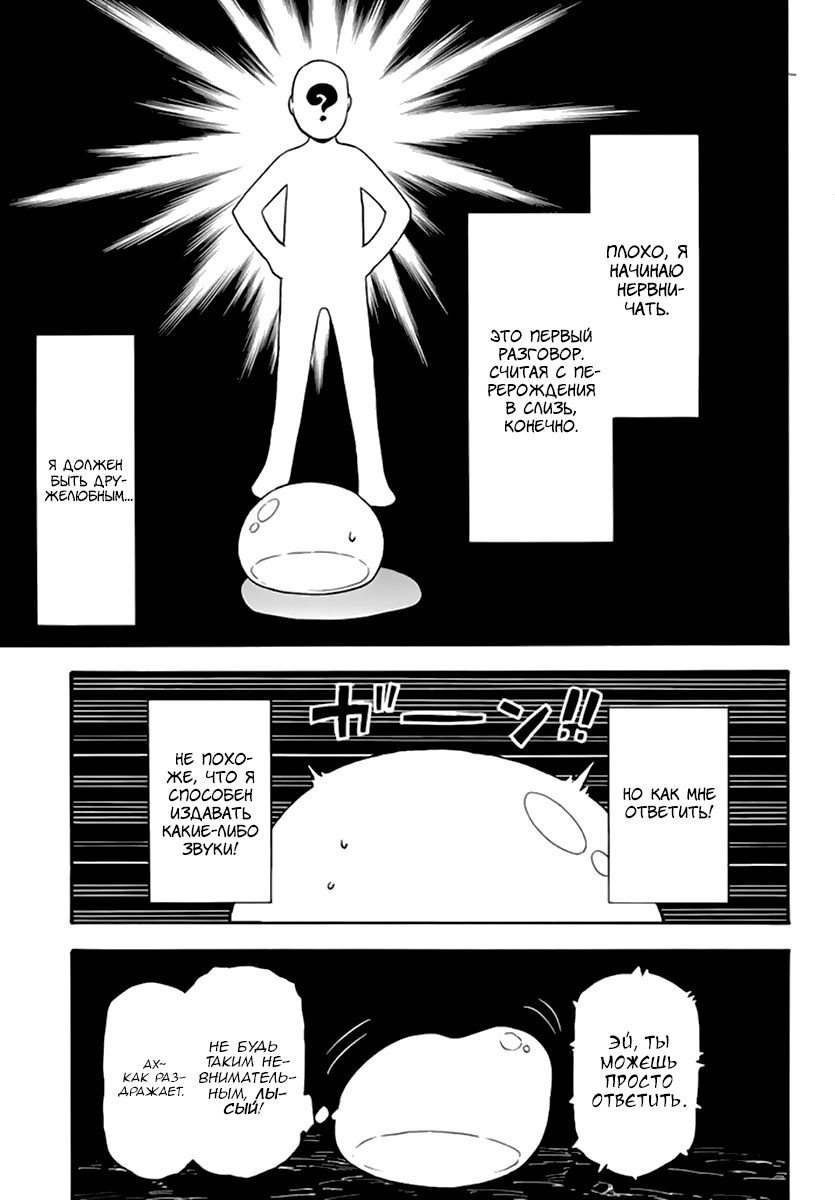 ПЛОХО, Я
НАЧИНАЮ
НЕРВНИ-
ЧАТЬ.
ЭТО ПЕРВЫЙ
РАЗГОВОР.
СЧИТАЯ С ПЕ-
РЕРОЖДЕНИЯ
В СЛИЗЬ,
КОНЕЧНО.
Я ДОЛЖЕН
БЫТЬ ДРУ-
ЖЕЛЮБНЫМ...
?
ガーン!!
НО КАК МНЕ
ОТВЕТИТЬ!
НЕ ПОХО-
ЖЕ, ЧТО Я
СПОСОБЕН
ИЗДАВАТЬ
КАКИЕ-ЛИБО
ЗВУКИ!
ЭЙ, ТЫ
МОЖЕШЬ
ПРОСТО
ОТВЕТИТЬ.
НЕ БУДЬ
ТАКИМ НЕ-
ВНИМАТЕЛЬ-
НЫМ, ЛЫ-
СЫЙ!
АХ~
КАК РАЗ-
ДРАЖАЕТ.